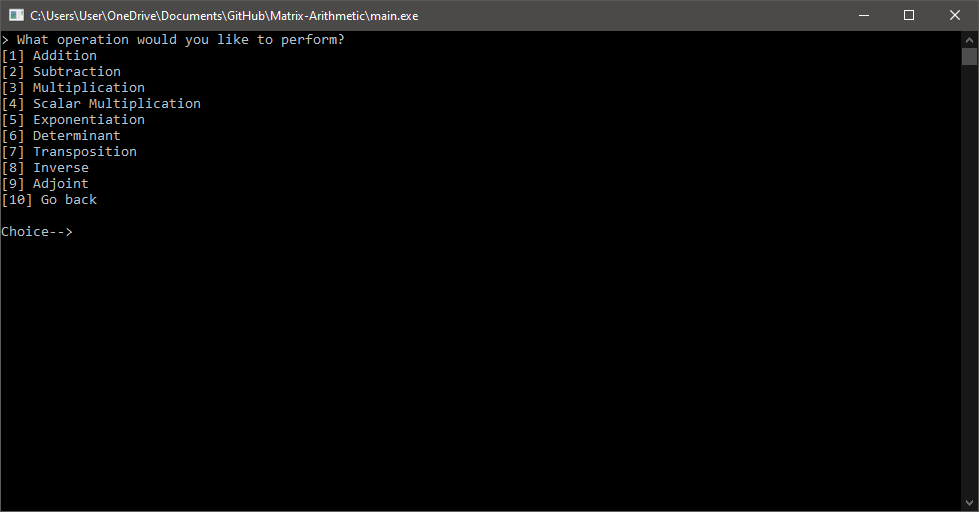 C:\Users\User\OneDrive\Documents\GitHub\Matrix-Arithmetic\main.exe
> What operation would you like to perform?
[1] Addition
[2] Subtraction
[3] Multiplication
[4] Scalar Multiplication
[5] Exponentiation
[6] Determinant
[7] Transposition
[8] Inverse
[9] Adjoint
[10] Go back
Choice-->